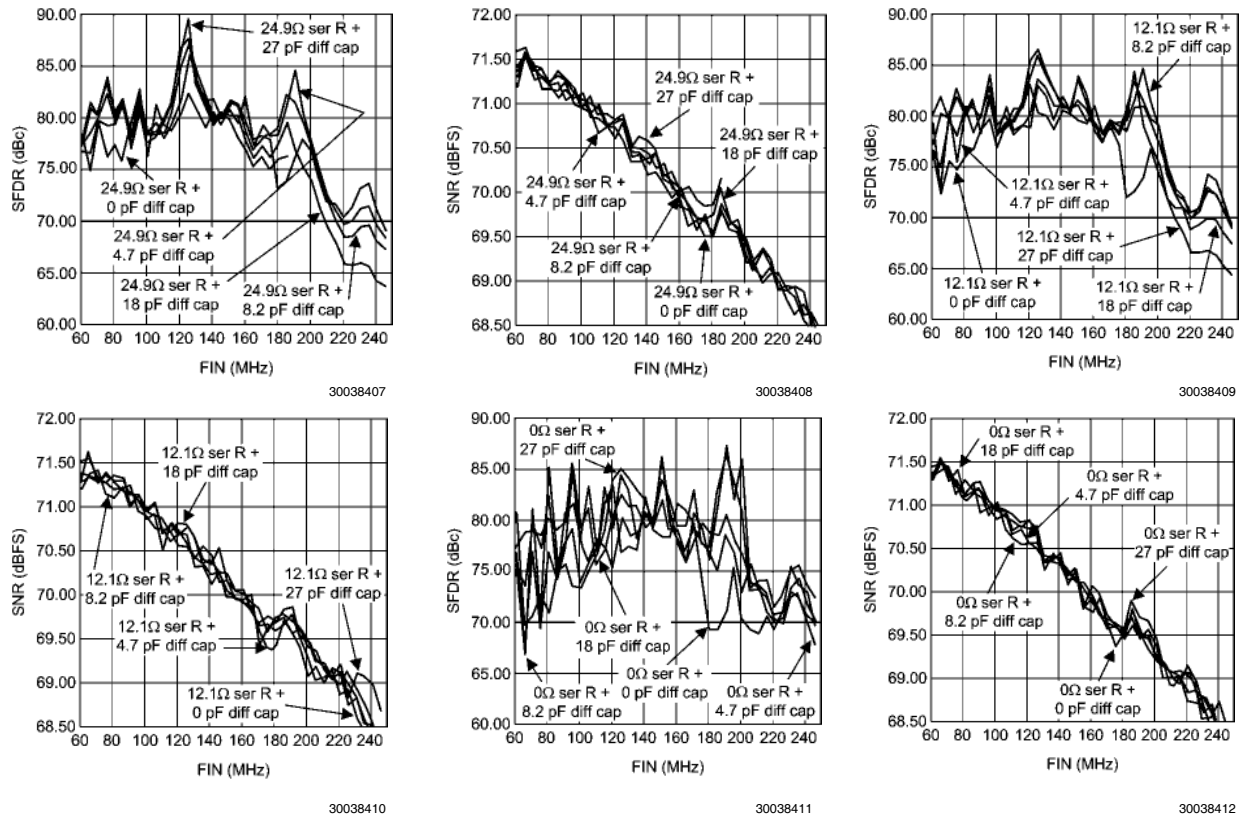 90.00
85.00
80.00
75.00
70.00
65.00
60.00
SFDR (dBc)
24.9Ω ser R +
27 pF diff cap
24.9Ω ser R +
0 pF diff cap
24.9Ω ser R +
4.7 pF diff cap
24.9Ω ser R +
18 pF diff cap
24.9Ω ser R +
8.2 pF diff cap
60 80 100 120 140 160 180 200 220 240
FIN (MHz)
30038407
72.00
71.50
71.00
70.50
70.00
69.50
69.00
68.50
SNR (dBFS)
24.9Ω ser R +
27 pF diff cap
24.9Ω ser R +
18 pF diff cap
24.9Ω ser R +
4.7 pF diff cap
24.9Ω ser R +
8.2 pF diff cap
24.9Ω ser R +
0 pF diff cap
60 80 100 120 140 160 180 200 220 240
FIN (MHz)
30038408
90.00
85.00
80.00
75.00
70.00
65.00
60.00
SFDR (dBc)
12.1Ω ser R +
8.2 pF diff cap
12.1Ω ser R +
4.7 pF diff cap
12.1Ω ser R +
27 pF diff cap
12.1Ω ser R +
0 pF diff cap
12.1Ω ser R +
18 pF diff cap
60 80 100 120 140 160 180 200 220 240
FIN (MHz)
30038409
72.00
71.50
71.00
70.50
70.00
69.50
69.00
68.50
SNR (dBFS)
12.1Ω ser R +
18 pF diff cap
12.1Ω ser R +
8.2 pF diff cap
12.1Ω ser R +
27 pF diff cap
12.1Ω ser R +
4.7 pF diff cap
12.1Ω ser R +
0 pF diff cap
60 80 100 120 140 160 180 200 220 240
FIN (MHz)
30038410
90.00
85.00
80.00
75.00
70.00
65.00
60.00
SFDR (dBc)
0Ω ser R +
27 pF diff cap
0Ω ser R +
18 pF diff cap
0Ω ser R +
0 pF diff cap
0Ω ser R +
8.2 pF diff cap
0Ω ser R +
4.7 pF diff cap
60 80 100 120 140 160 180 200 220 240
FIN (MHz)
30038411
72.00
71.50
71.00
70.50
70.00
69.50
69.00
68.50
SNR (dBFS)
0Ω ser R +
18 pF diff cap
0Ω ser R +
4.7 pF diff cap
0Ω ser R +
27 pF diff cap
0Ω ser R +
8.2 pF diff cap
0Ω ser R +
0 pF diff cap
60 80 100 120 140 160 180 200 220 240
FIN (MHz)
30038412